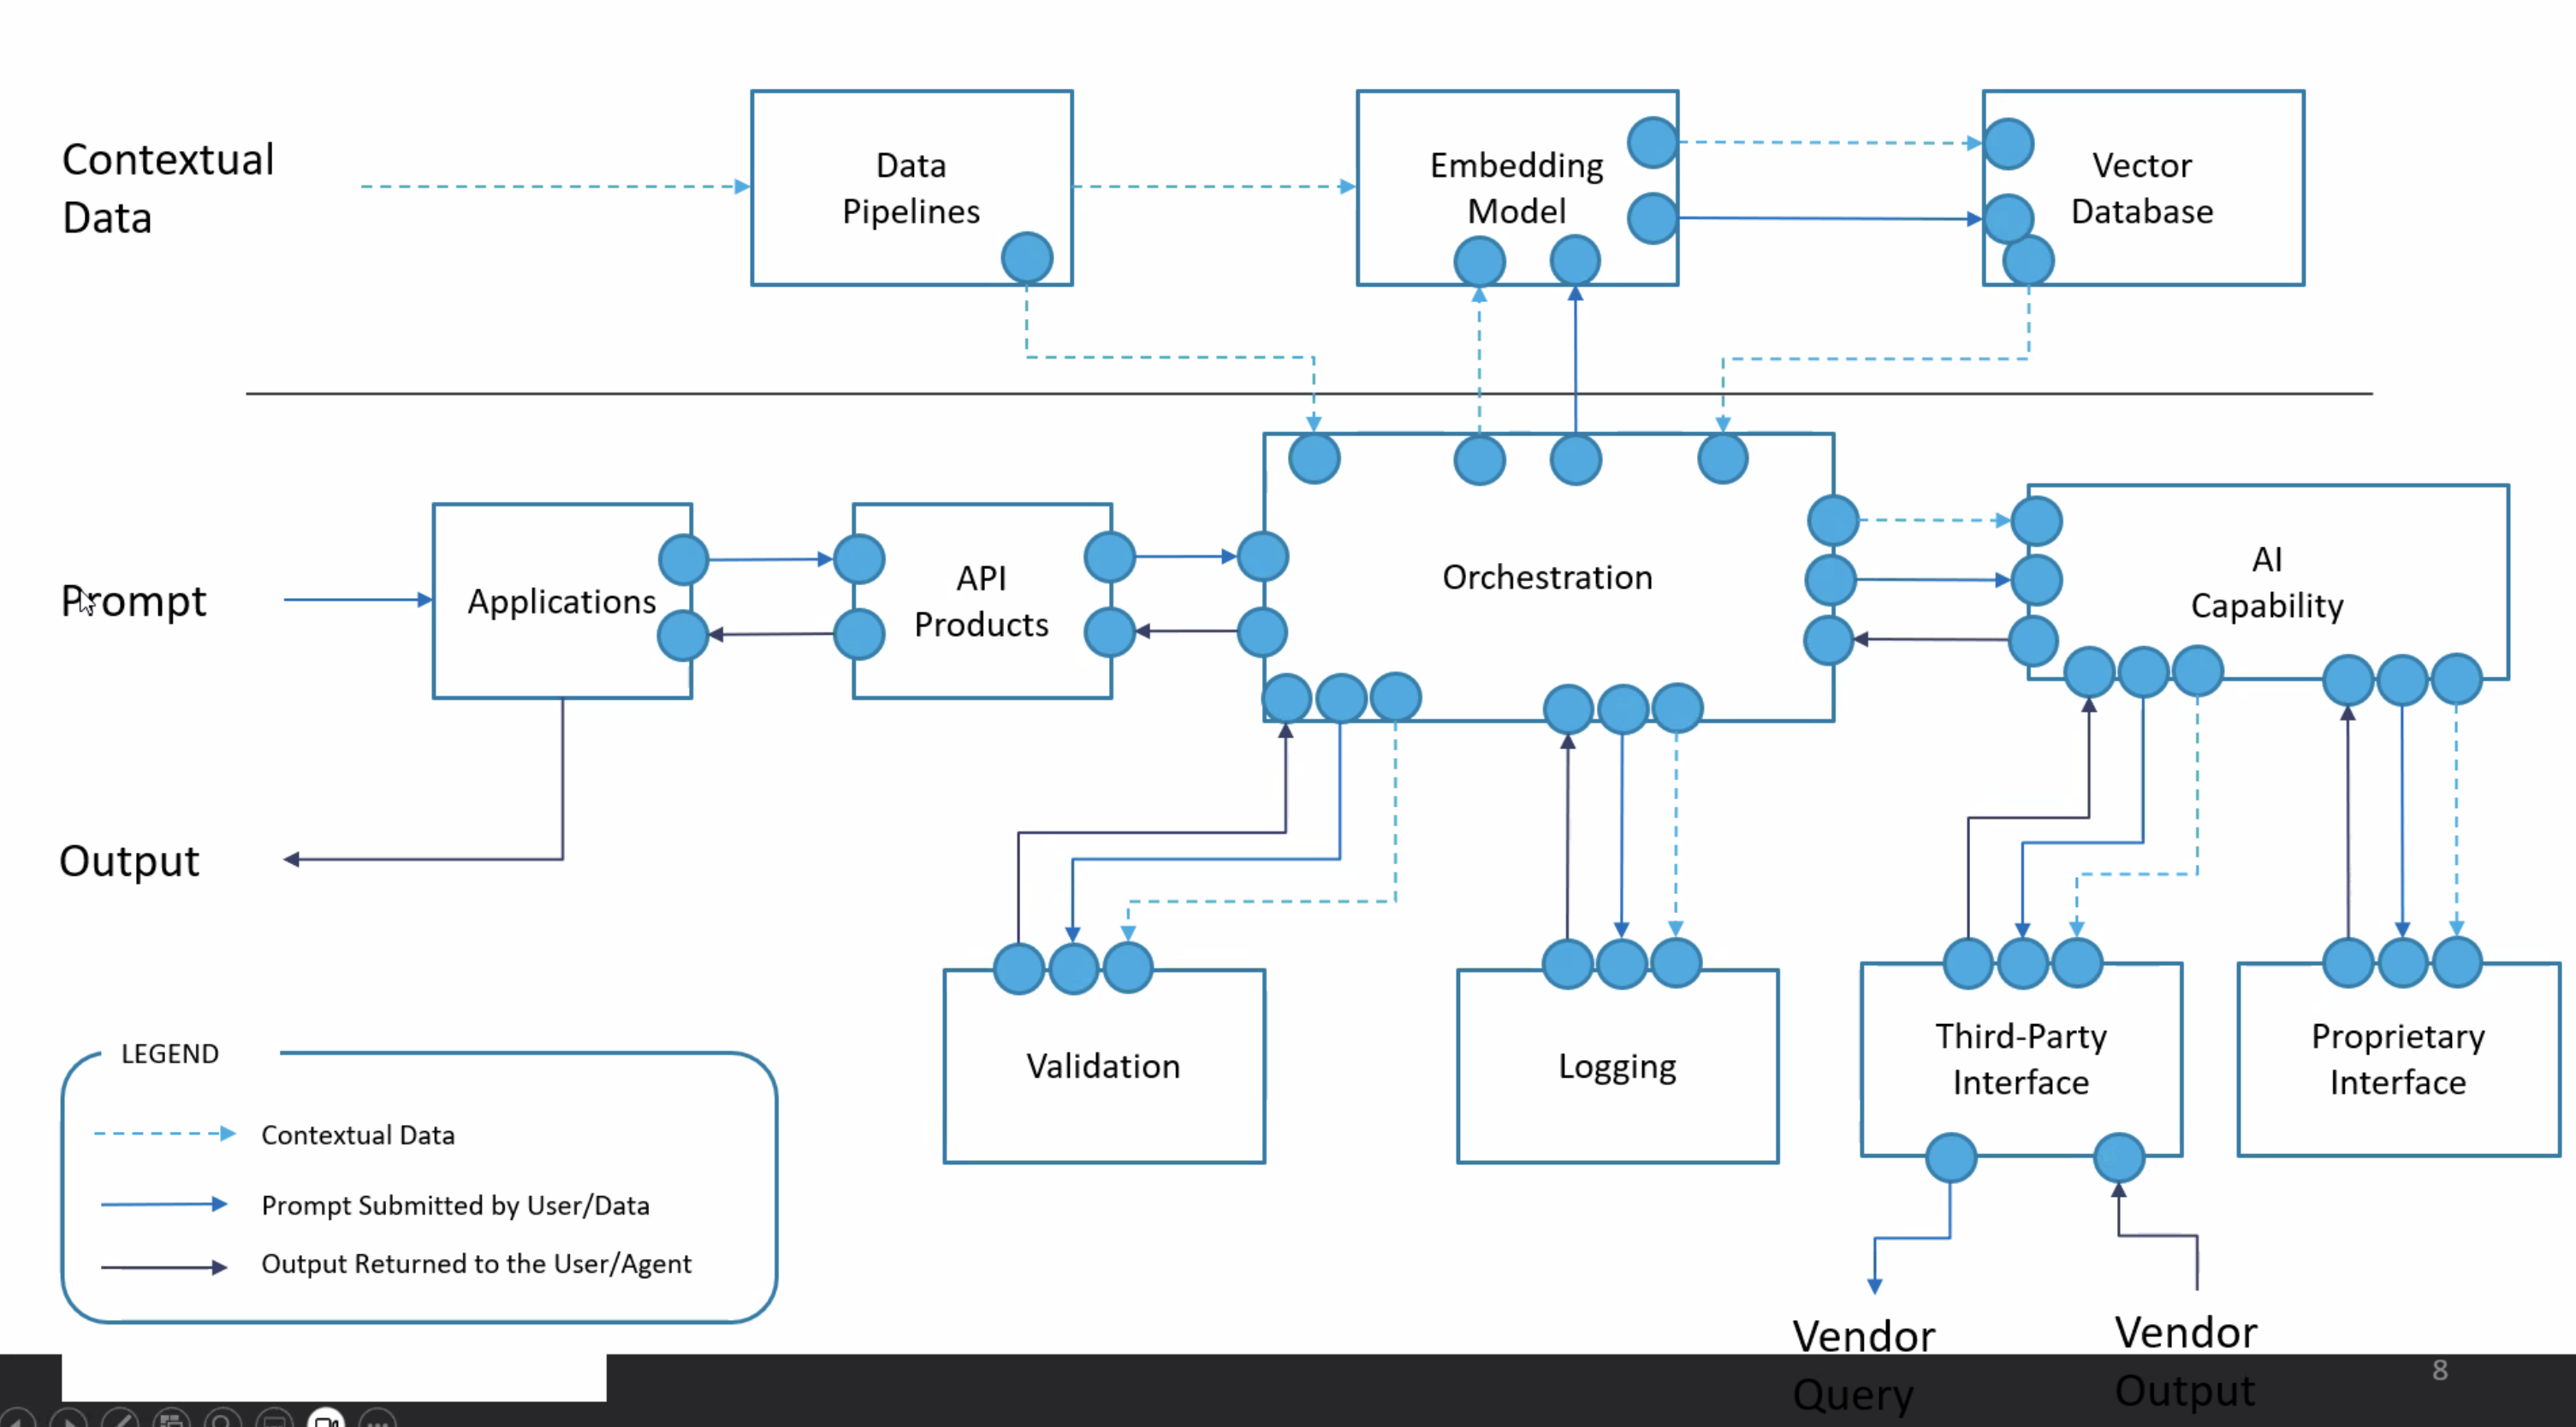 Contextual
Data
Data
Pipelines
Embedding
Model
Vector
Database
Prompt
Applications
API
Products
Orchestration
AI
Capability
Output
Validation
Logging
Third-Party
Interface
Proprietary
Interface
LEGEND
Contextual Data
Prompt Submitted by User/Data
Output Returned to the User/Agent
Vendor
Query
Vendor
Output
8